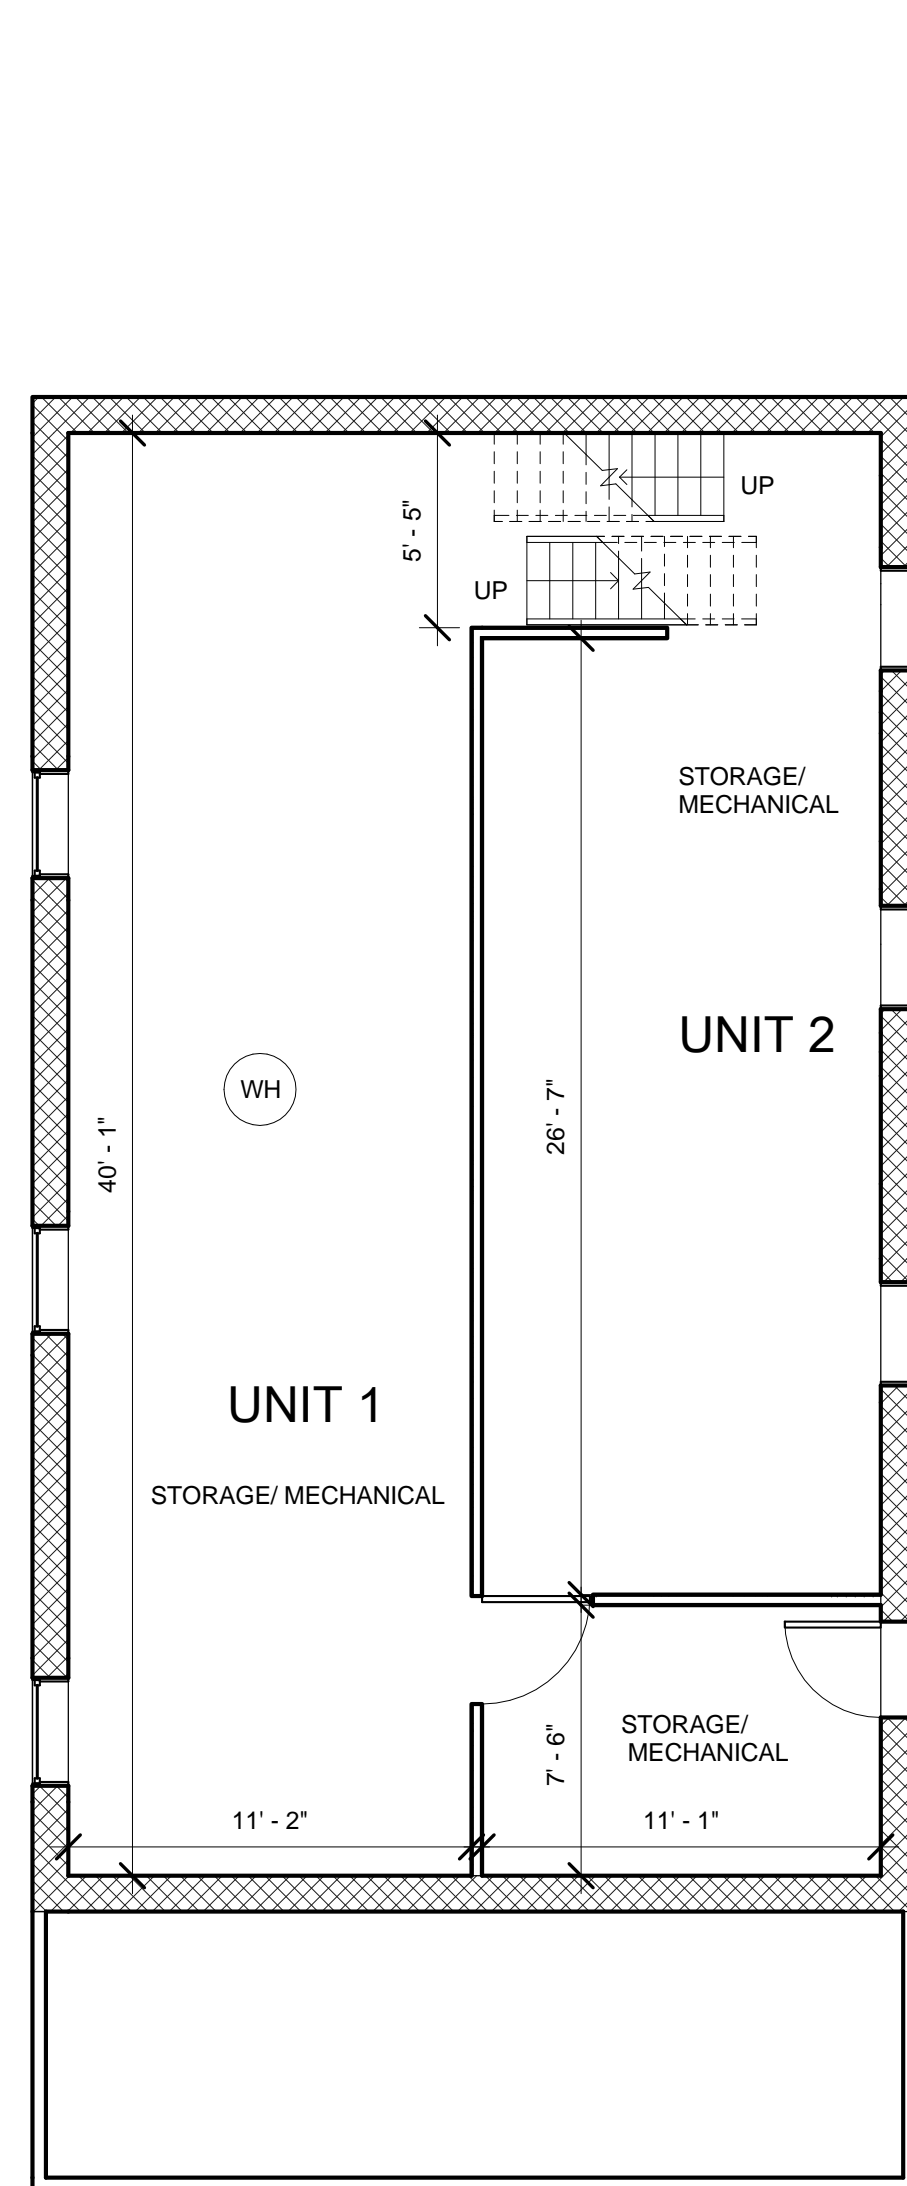 UP
5' - 5"
UP
STORAGE/
MECHANICAL
UNIT 2
WH
26' - 7"
40' - 1"
UNIT 1
STORAGE/ MECHANICAL
STORAGE/
MECHANICAL
7' - 6"
11' - 2"
11' - 1"